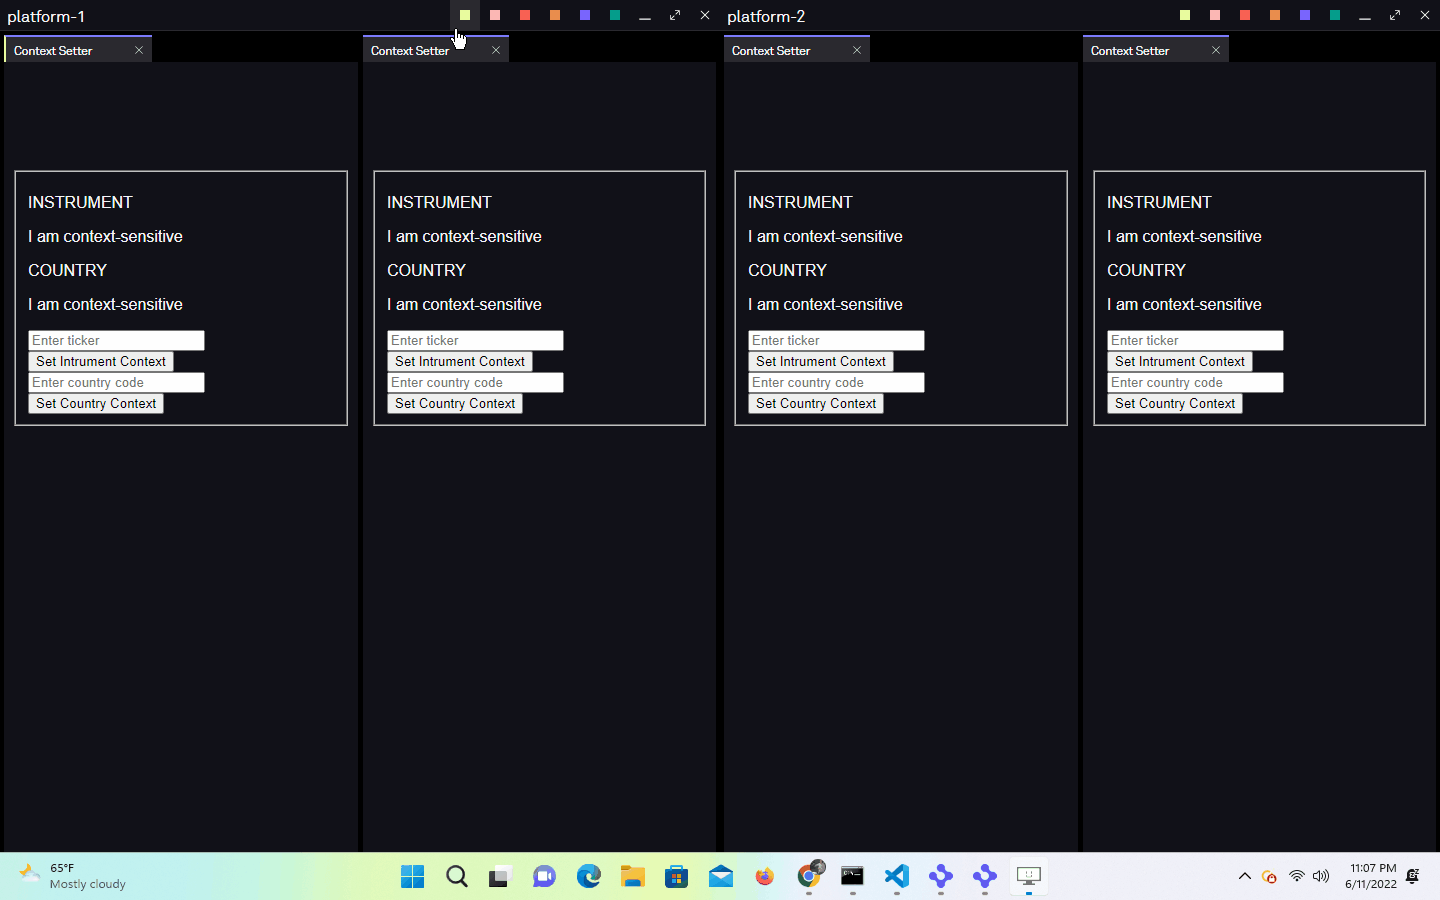 platform-1
platform-2
Context Setter
Context Setter
Context Setter
Context Setter
INSTRUMENT
I am context-sensitive
COUNTRY
I am context-sensitive
Enter ticker
Set Intrument Context
Enter country code
Set Country Context
INSTRUMENT
I am context-sensitive
COUNTRY
I am context-sensitive
Enter ticker
Set Intrument Context
Enter country code
Set Country Context
INSTRUMENT
I am context-sensitive
COUNTRY
I am context-sensitive
Enter ticker
Set Intrument Context
Enter country code
Set Country Context
INSTRUMENT
I am context-sensitive
COUNTRY
I am context-sensitive
Enter ticker
Set Intrument Context
Enter country code
Set Country Context
65°F
Mostly cloudy
11:07 PM
6/11/2022